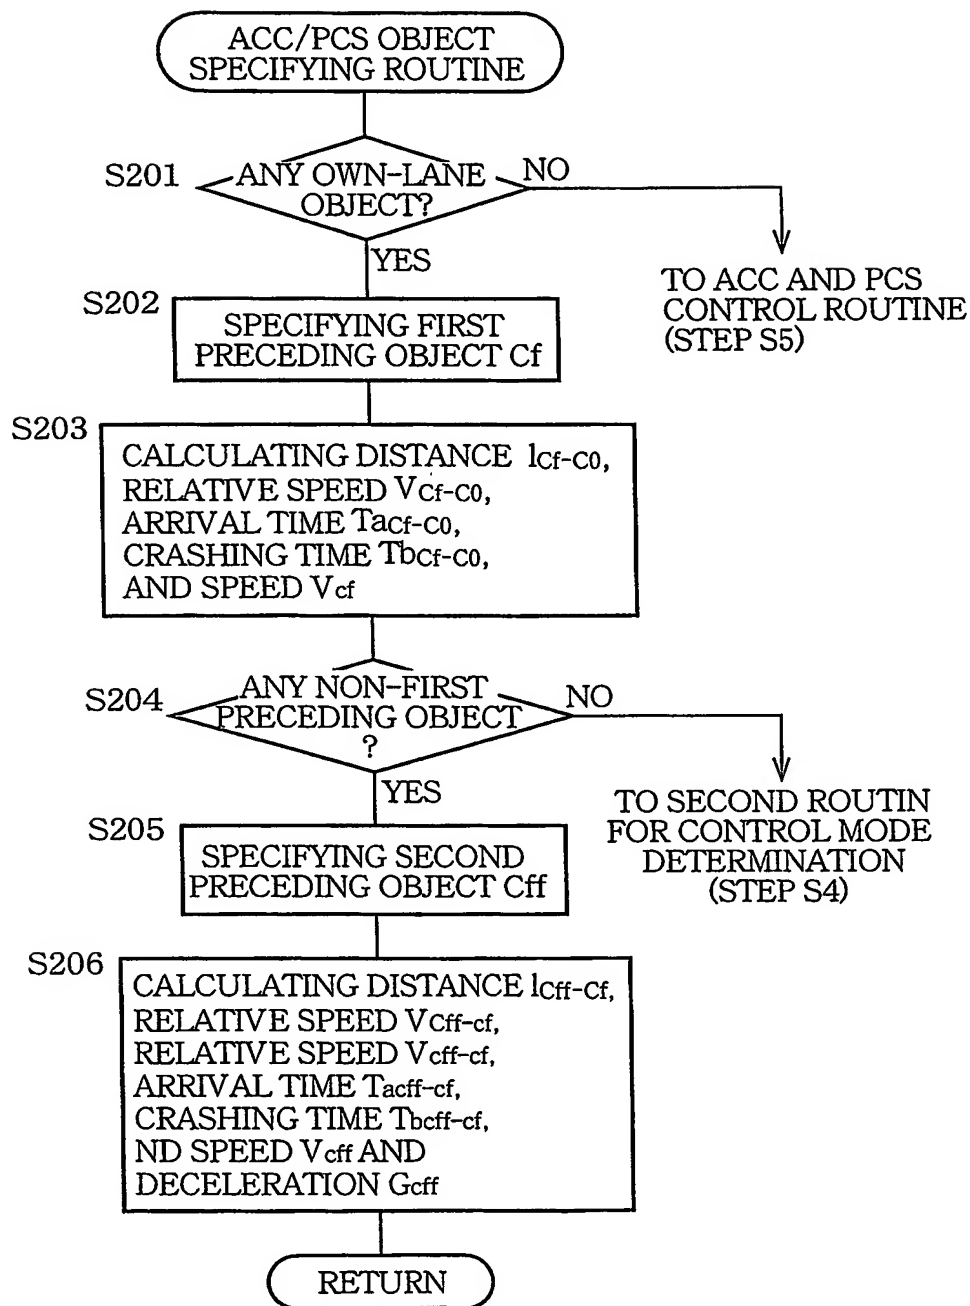 ACC/PCS OBJECT
SPECIFYING ROUTINE
S201
ANY OWN-LANE
OBJECT?
NO
YES
TO ACC AND PCS
CONTROL ROUTINE
(STEP S5)
S202
SPECIFYING FIRST
PRECEDING OBJECT Cf
S203
CALCULATING DISTANCE lCf-C0,
RELATIVE SPEED VCf-C0,
ARRIVAL TIME TaCf-C0,
CRASHING TIME TbCf-C0,
AND SPEED Vcf
S204
ANY NON-FIRST
PRECEDING OBJECT
?
NO
YES
TO SECOND ROUTIN
FOR CONTROL MODE
DETERMINATION
(STEP S4)
S205
SPECIFYING SECOND
PRECEDING OBJECT Cff
S206
CALCULATING DISTANCE lCff-Cf,
RELATIVE SPEED VCff-cf,
RELATIVE SPEED Vcff-cf,
ARRIVAL TIME Tacff-cf,
CRASHING TIME Tbcff-cf,
ND SPEED Vcff AND
DECELERATION Gcff
RETURN